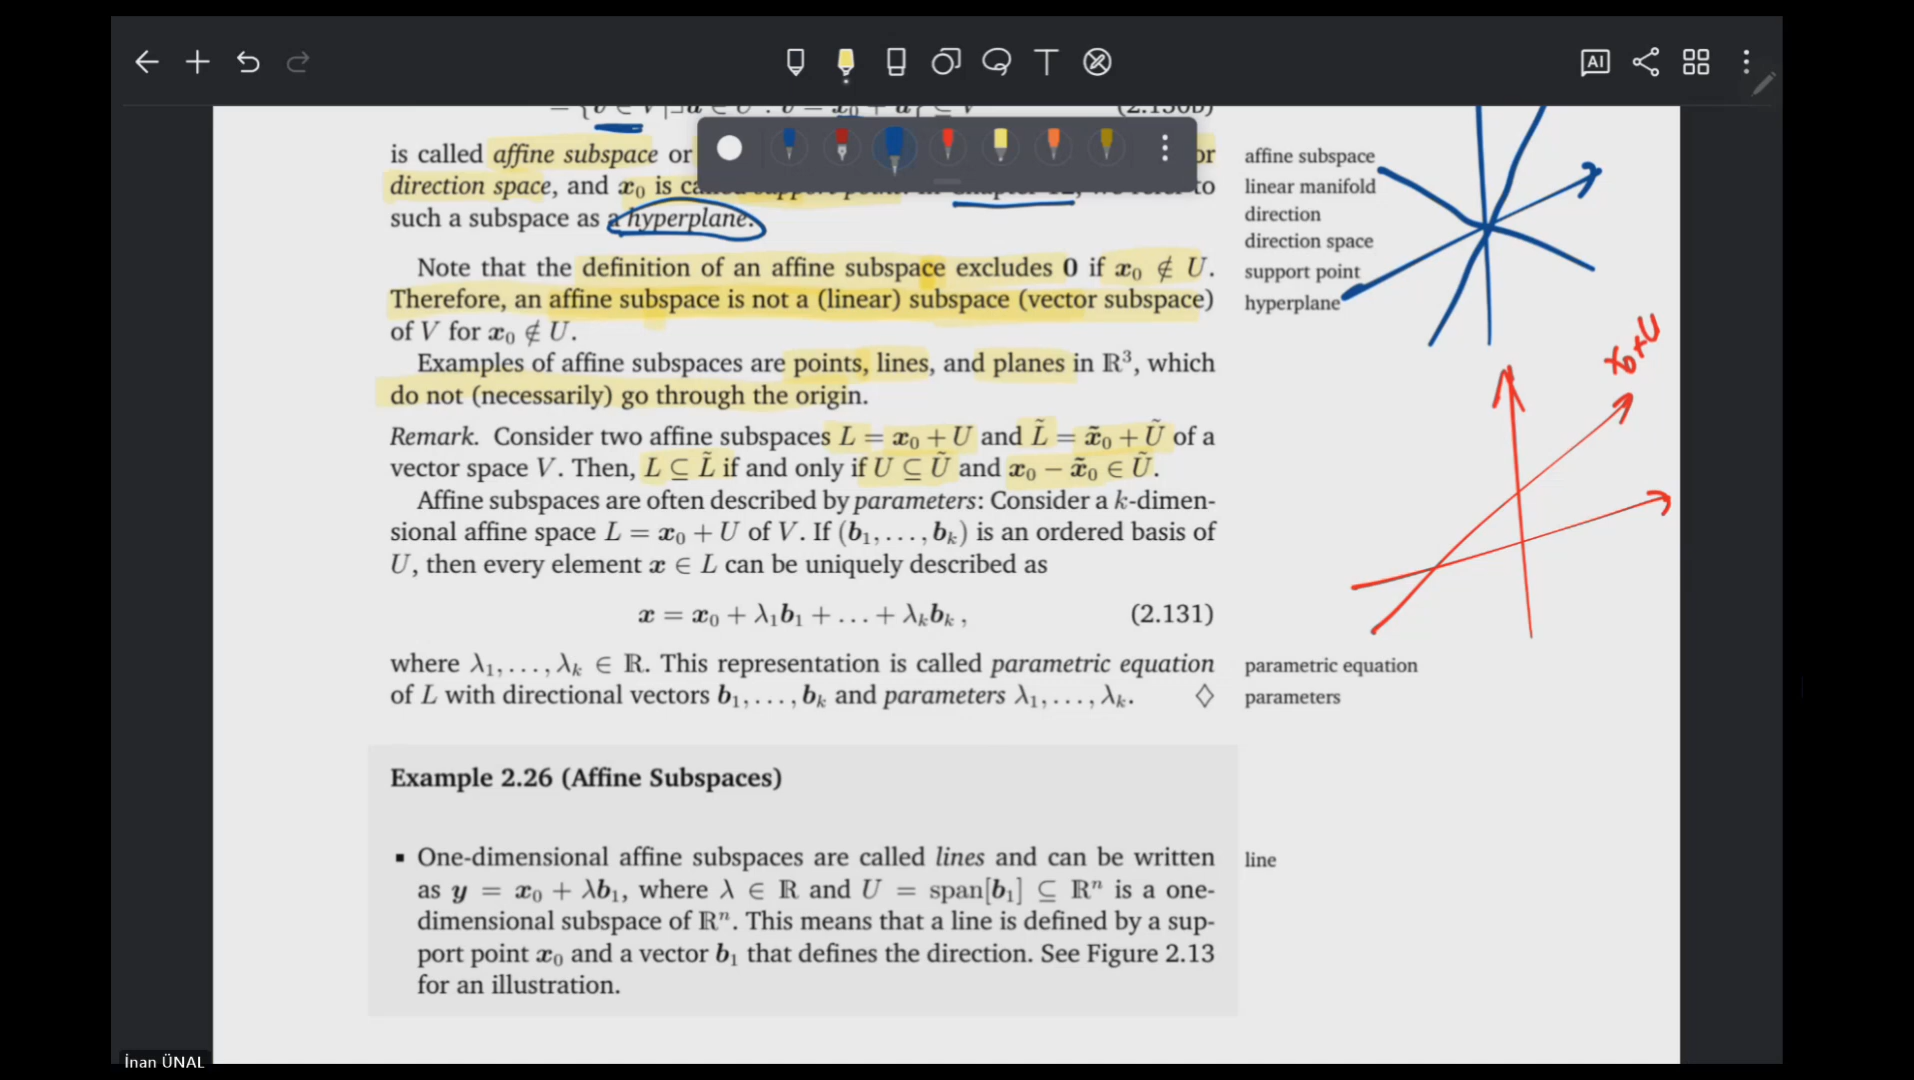 AI
(2.130b)
is called affine subspace or or
direction space, and x₀ is to
such a subspace as a hyperplane.
affine subspace
linear manifold
direction
direction space
support point
hyperplane
Note that the definition of an affine subspace excludes 0 if x₀ ∉ U.
Therefore, an affine subspace is not a (linear) subspace (vector subspace)
of V for x₀ ∉ U.
Examples of affine subspaces are points, lines, and planes in ℝ³, which
do not (necessarily) go through the origin.
x₀+U
Remark. Consider two affine subspaces L = x₀ + U and L̃ = x̃₀ + Ũ of a
vector space V. Then, L ⊆ L̃ if and only if U ⊆ Ũ and x₀ − x̃₀ ∈ Ũ.
Affine subspaces are often described by parameters: Consider a k-dimen-
sional affine space L = x₀ + U of V. If (b₁, . . . , bₖ) is an ordered basis of
U, then every element x ∈ L can be uniquely described as
x = x₀ + λ₁b₁ + . . . + λₖbₖ , (2.131)
where λ₁, . . . , λₖ ∈ ℝ. This representation is called parametric equation
of L with directional vectors b₁, . . . , bₖ and parameters λ₁, . . . , λₖ. ♢
parametric equation
parameters
Example 2.26 (Affine Subspaces)
▪ One-dimensional affine subspaces are called lines and can be written
as y = x₀ + λb₁, where λ ∈ ℝ and U = span[b₁] ⊆ ℝⁿ is a one-
dimensional subspace of ℝⁿ. This means that a line is defined by a sup-
port point x₀ and a vector b₁ that defines the direction. See Figure 2.13
for an illustration.
line
İnan ÜNAL